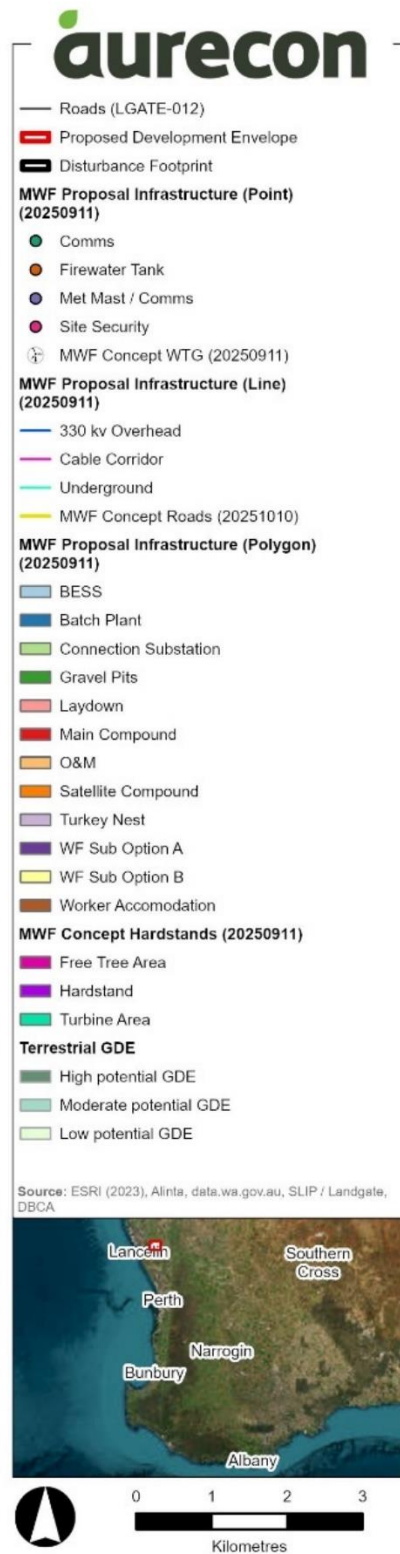 aurecon
Roads (LGATE-012)
Proposed Development Envelope
Disturbance Footprint
MWF Proposal Infrastructure (Point)
(20250911)
Comms
Firewater Tank
Met Mast / Comms
Site Security
MWF Concept WTG (20250911)
MWF Proposal Infrastructure (Line)
(20250911)
330 kv Overhead
Cable Corridor
Underground
MWF Concept Roads (20251010)
MWF Proposal Infrastructure (Polygon)
(20250911)
BESS
Batch Plant
Connection Substation
Gravel Pits
Laydown
Main Compound
O&M
Satellite Compound
Turkey Nest
WF Sub Option A
WF Sub Option B
Worker Accomodation
MWF Concept Hardstands (20250911)
Free Tree Area
Hardstand
Turbine Area
Terrestrial GDE
High potential GDE
Moderate potential GDE
Low potential GDE
Source: ESRI (2023), Alinta, data.wa.gov.au, SLIP / Landgate,
DBCA
Lancelin
Southern
Cross
Perth
Narrogin
Bunbury
Albany
0 1 2 3
Kilometres